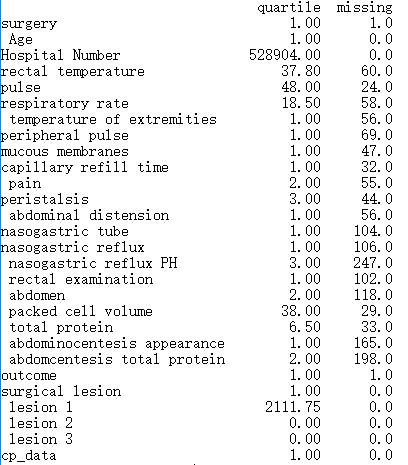 quartile missing
surgery 1.00 1.0
Age 1.00 0.0
Hospital Number 528904.00 0.0
rectal temperature 37.80 60.0
pulse 48.00 24.0
respiratory rate 18.50 58.0
temperature of extremities 1.00 56.0
peripheral pulse 1.00 69.0
mucous membranes 1.00 47.0
capillary refill time 1.00 32.0
pain 2.00 55.0
peristalsis 3.00 44.0
abdominal distension 1.00 56.0
nasogastric tube 1.00 104.0
nasogastric reflux 1.00 106.0
nasogastric reflux PH 3.00 247.0
rectal examination 1.00 102.0
abdomen 2.00 118.0
packed cell volume 38.00 29.0
total protein 6.50 33.0
abdominocentesis appearance 1.00 165.0
abdomcentesis total protein 2.00 198.0
outcome 1.00 1.0
surgical lesion 1.00 0.0
lesion 1 2111.75 0.0
lesion 2 0.00 0.0
lesion 3 0.00 0.0
cp_data 1.00 0.0